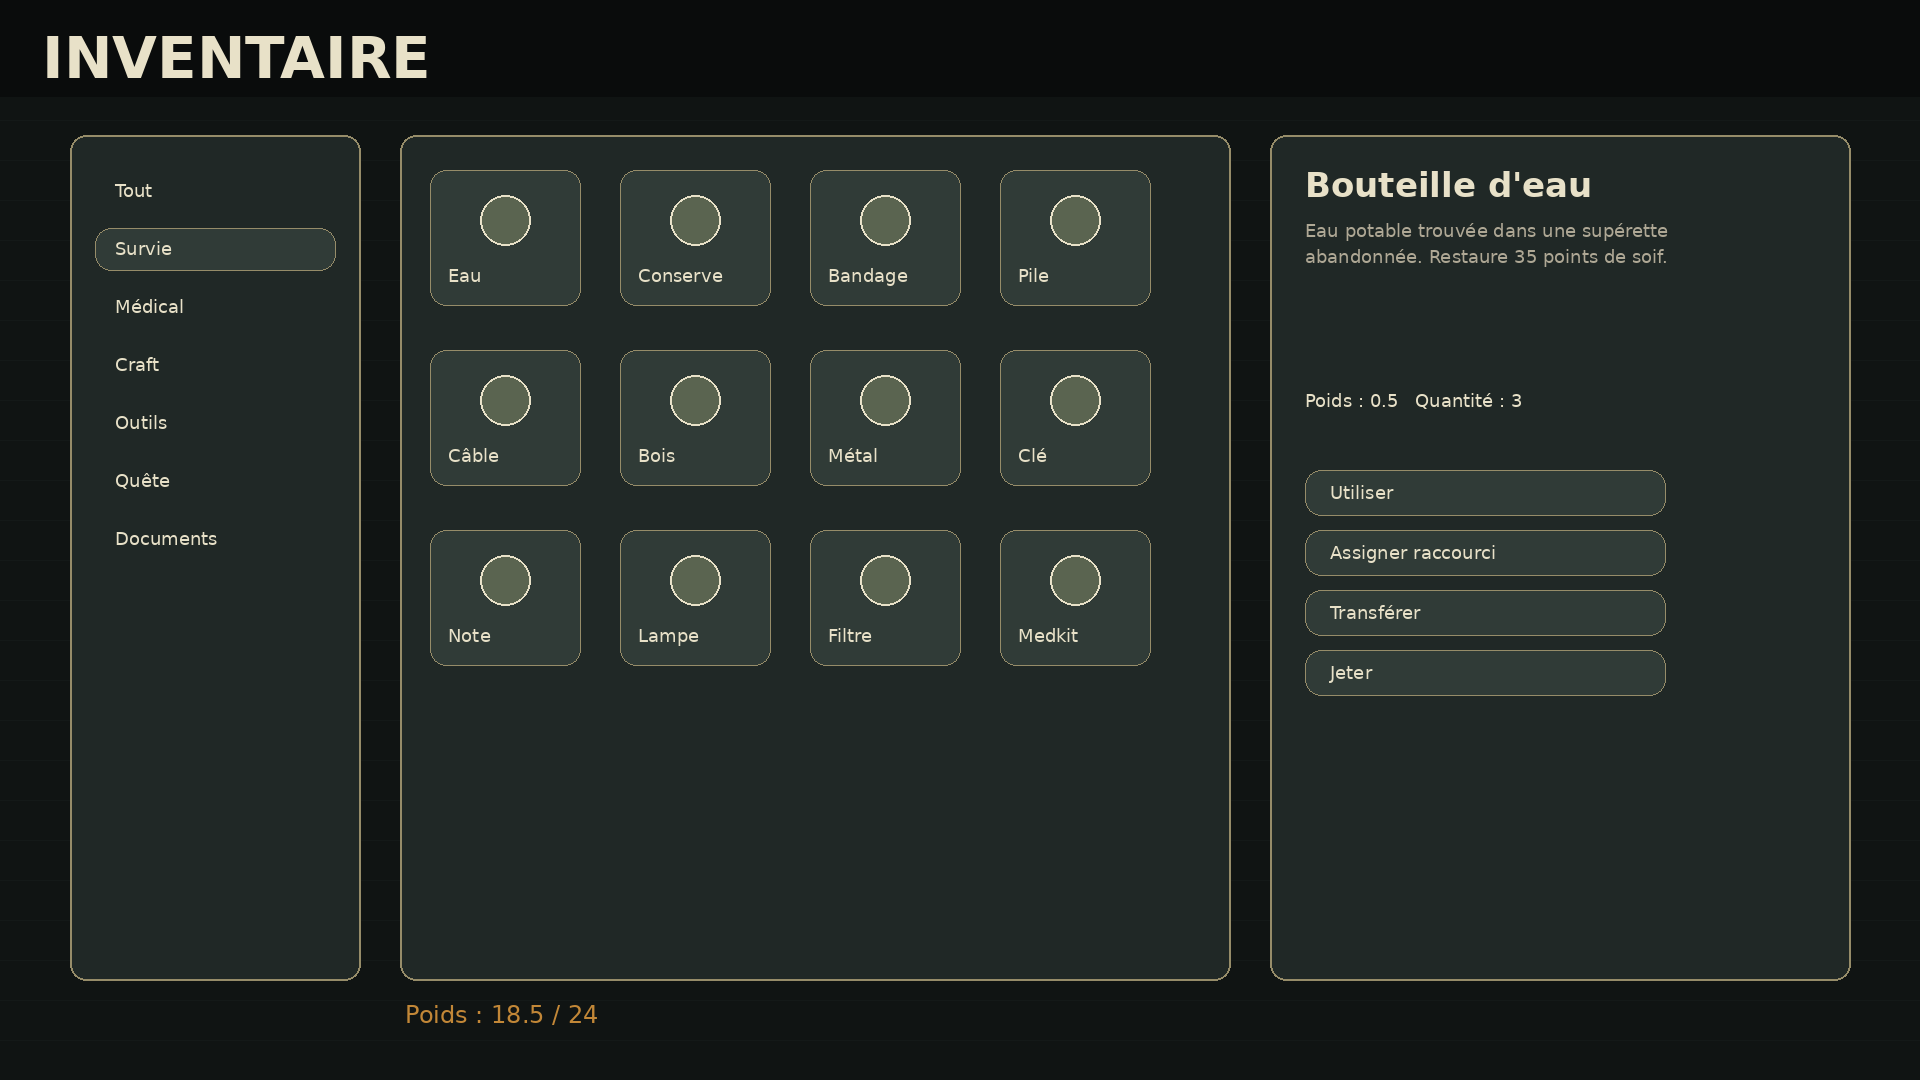 INVENTAIRE
Tout
Survie
Médical
Craft
Outils
Quête
Documents
Eau
Conserve
Bandage
Pile
Câble
Bois
Métal
Clé
Note
Lampe
Filtre
Medkit
Bouteille d'eau
Eau potable trouvée dans une supérette
abandonnée. Restaure 35 points de soif.
Poids : 0.5   Quantité : 3
Utiliser
Assigner raccourci
Transférer
Jeter
Poids : 18.5 / 24